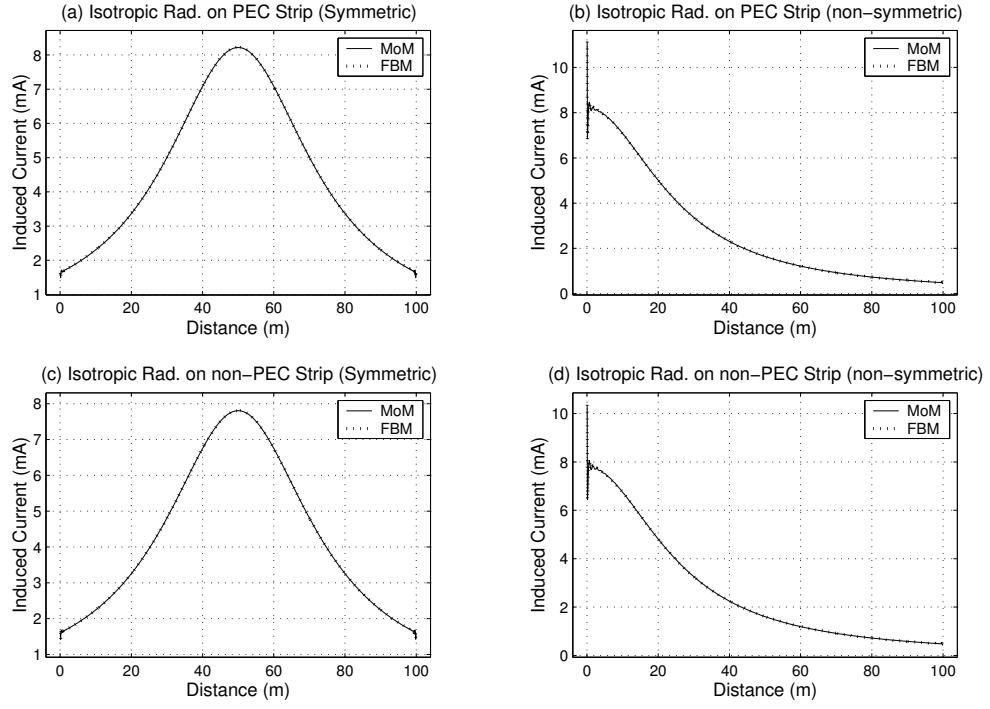 (a) Isotropic Rad. on PEC Strip (Symmetric)
MoM
FBM
8
7
6
5
4
3
2
1
Induced Current (mA)
0 20 40 60 80 100
Distance (m)
(b) Isotropic Rad. on PEC Strip (non-symmetric)
MoM
FBM
10
8
6
4
2
0
Induced Current (mA)
0 20 40 60 80 100
Distance (m)
(c) Isotropic Rad. on non-PEC Strip (Symmetric)
MoM
FBM
8
7
6
5
4
3
2
1
Induced Current (mA)
0 20 40 60 80 100
Distance (m)
(d) Isotropic Rad. on non-PEC Strip (non-symmetric)
MoM
FBM
10
8
6
4
2
0
Induced Current (mA)
0 20 40 60 80 100
Distance (m)